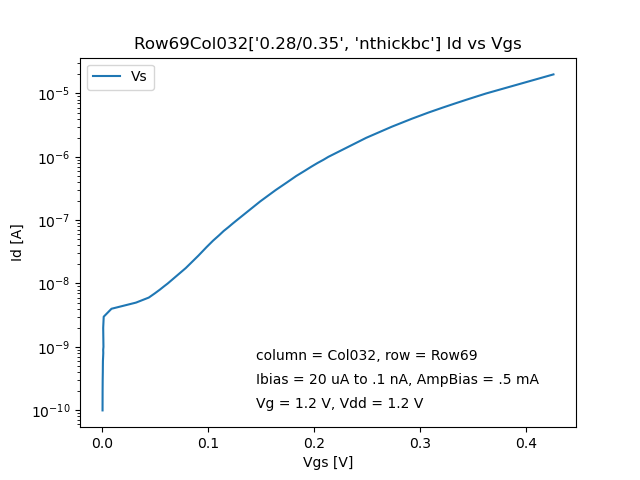 Row69Col032['0.28/0.35', 'nthickbc'] Id vs Vgs
Vs
10⁻⁵
10⁻⁶
10⁻⁷
10⁻⁸
10⁻⁹
10⁻¹⁰
Id [A]
column = Col032, row = Row69
Ibias = 20 uA to .1 nA, AmpBias = .5 mA
Vg = 1.2 V, Vdd = 1.2 V
0.0 0.1 0.2 0.3 0.4
Vgs [V]